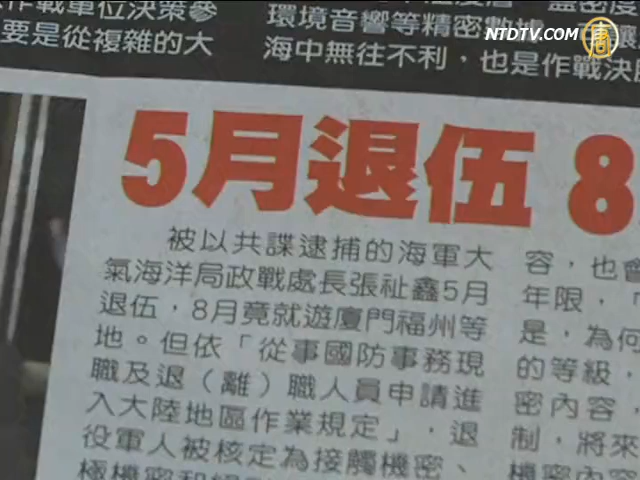 NTDTV.com
作戰單位決策參
要是從複雜的大
環境音響等精密數據
海中無往不利，也是作戰決
5月退伍 8
被以共諜逮捕的海軍大
氣海洋局政戰處長張祉鑫5月
退伍，8月竟就遊廈門福州等
地。但依「從事國防事務現
職及退（離）職人員申請進
入大陸地區作業規定」，退
役軍人被核定為接觸機密、
容，也會
年限，「
是，為何
的等級，
密內容。
制，將來
機密內容